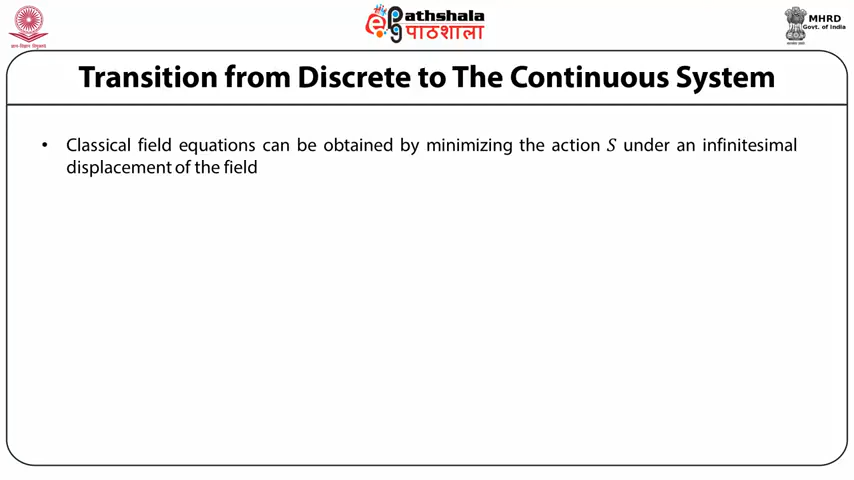 Pathshala
पाठशाला
MHRD
Govt. of India
Transition from Discrete to The Continuous System
• Classical field equations can be obtained by minimizing the action S under an infinitesimal
displacement of the field